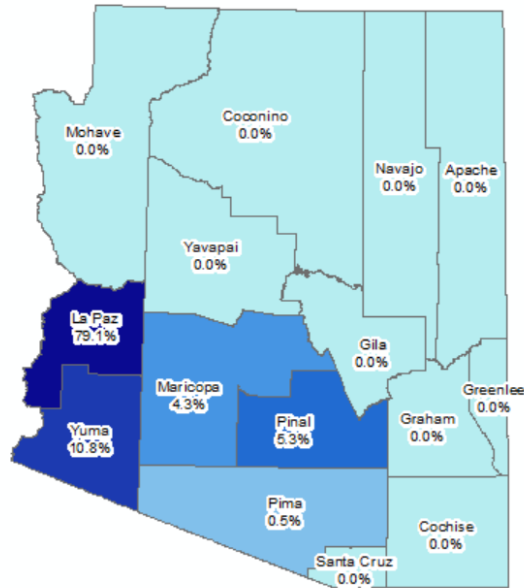 Mohave
0.0%
Coconino
0.0%
Navajo
0.0%
Apache
0.0%
Yavapai
0.0%
La Paz
79.1%
Gila
0.0%
Maricopa
4.3%
Greenlee
0.0%
Yuma
10.8%
Pinal
5.3%
Graham
0.0%
Pima
0.5%
Cochise
0.0%
Santa Cruz
0.0%